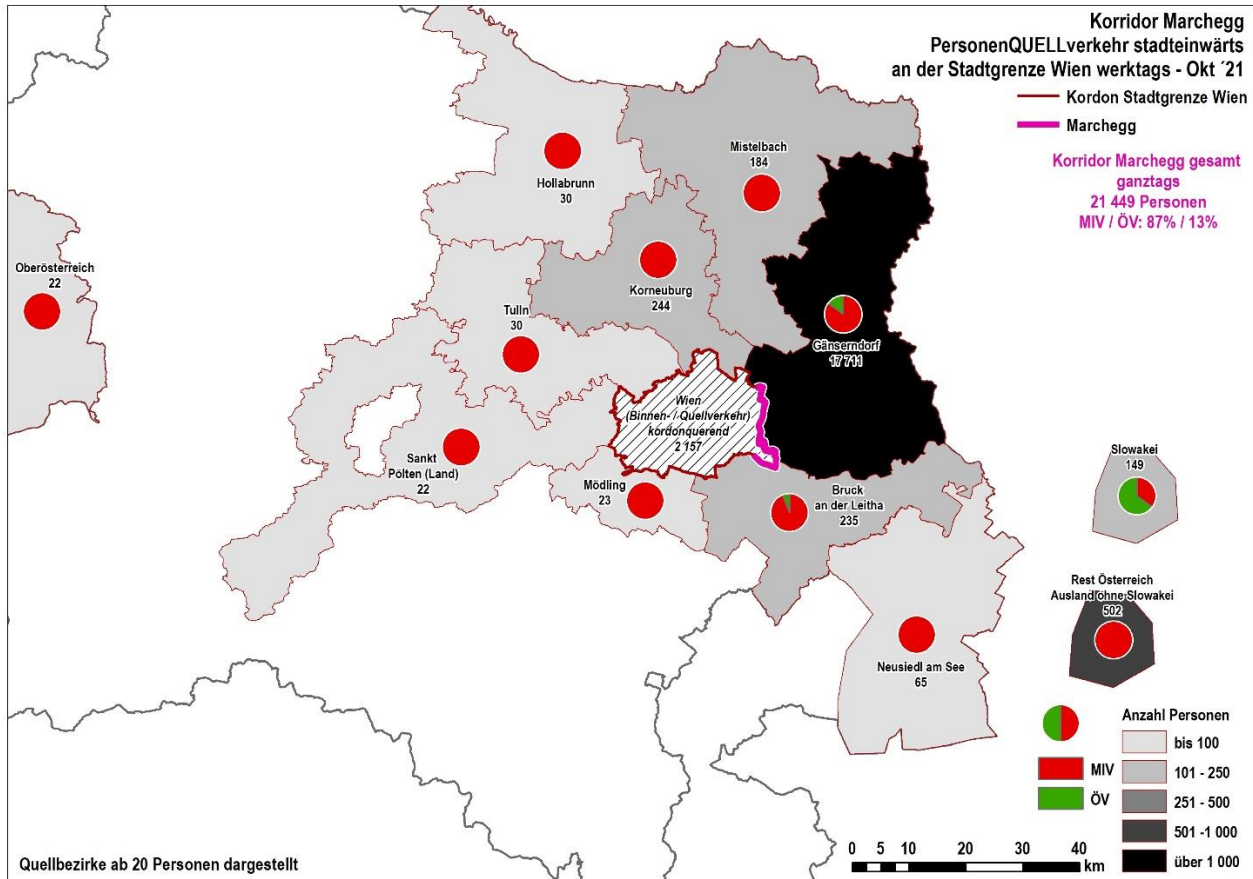 Korridor Marchegg
PersonenQUELLverkehr stadteinwärts
an der Stadtgrenze Wien werktags - Okt ´21
Kordon Stadtgrenze Wien
Marchegg
Korridor Marchegg gesamt
ganztags
21 449 Personen
MIV / ÖV: 87% / 13%
Mistelbach
184
Hollabrunn
30
Oberösterreich
22
Korneuburg
244
Tulln
30
Gänserndorf
17 711
Wien
(Binnen- / Quellverkehr)
kordonquerend
2 157
Sankt
Pölten (Land)
22
Mödling
23
Bruck
an der Leitha
235
Slowakei
149
Rest Österreich
Ausland ohne Slowakei
502
Neusiedl am See
65
MIV
ÖV
Anzahl Personen
bis 100
101 - 250
251 - 500
501 -1 000
über 1 000
0 5 10 20 30 40
km
Quellbezirke ab 20 Personen dargestellt